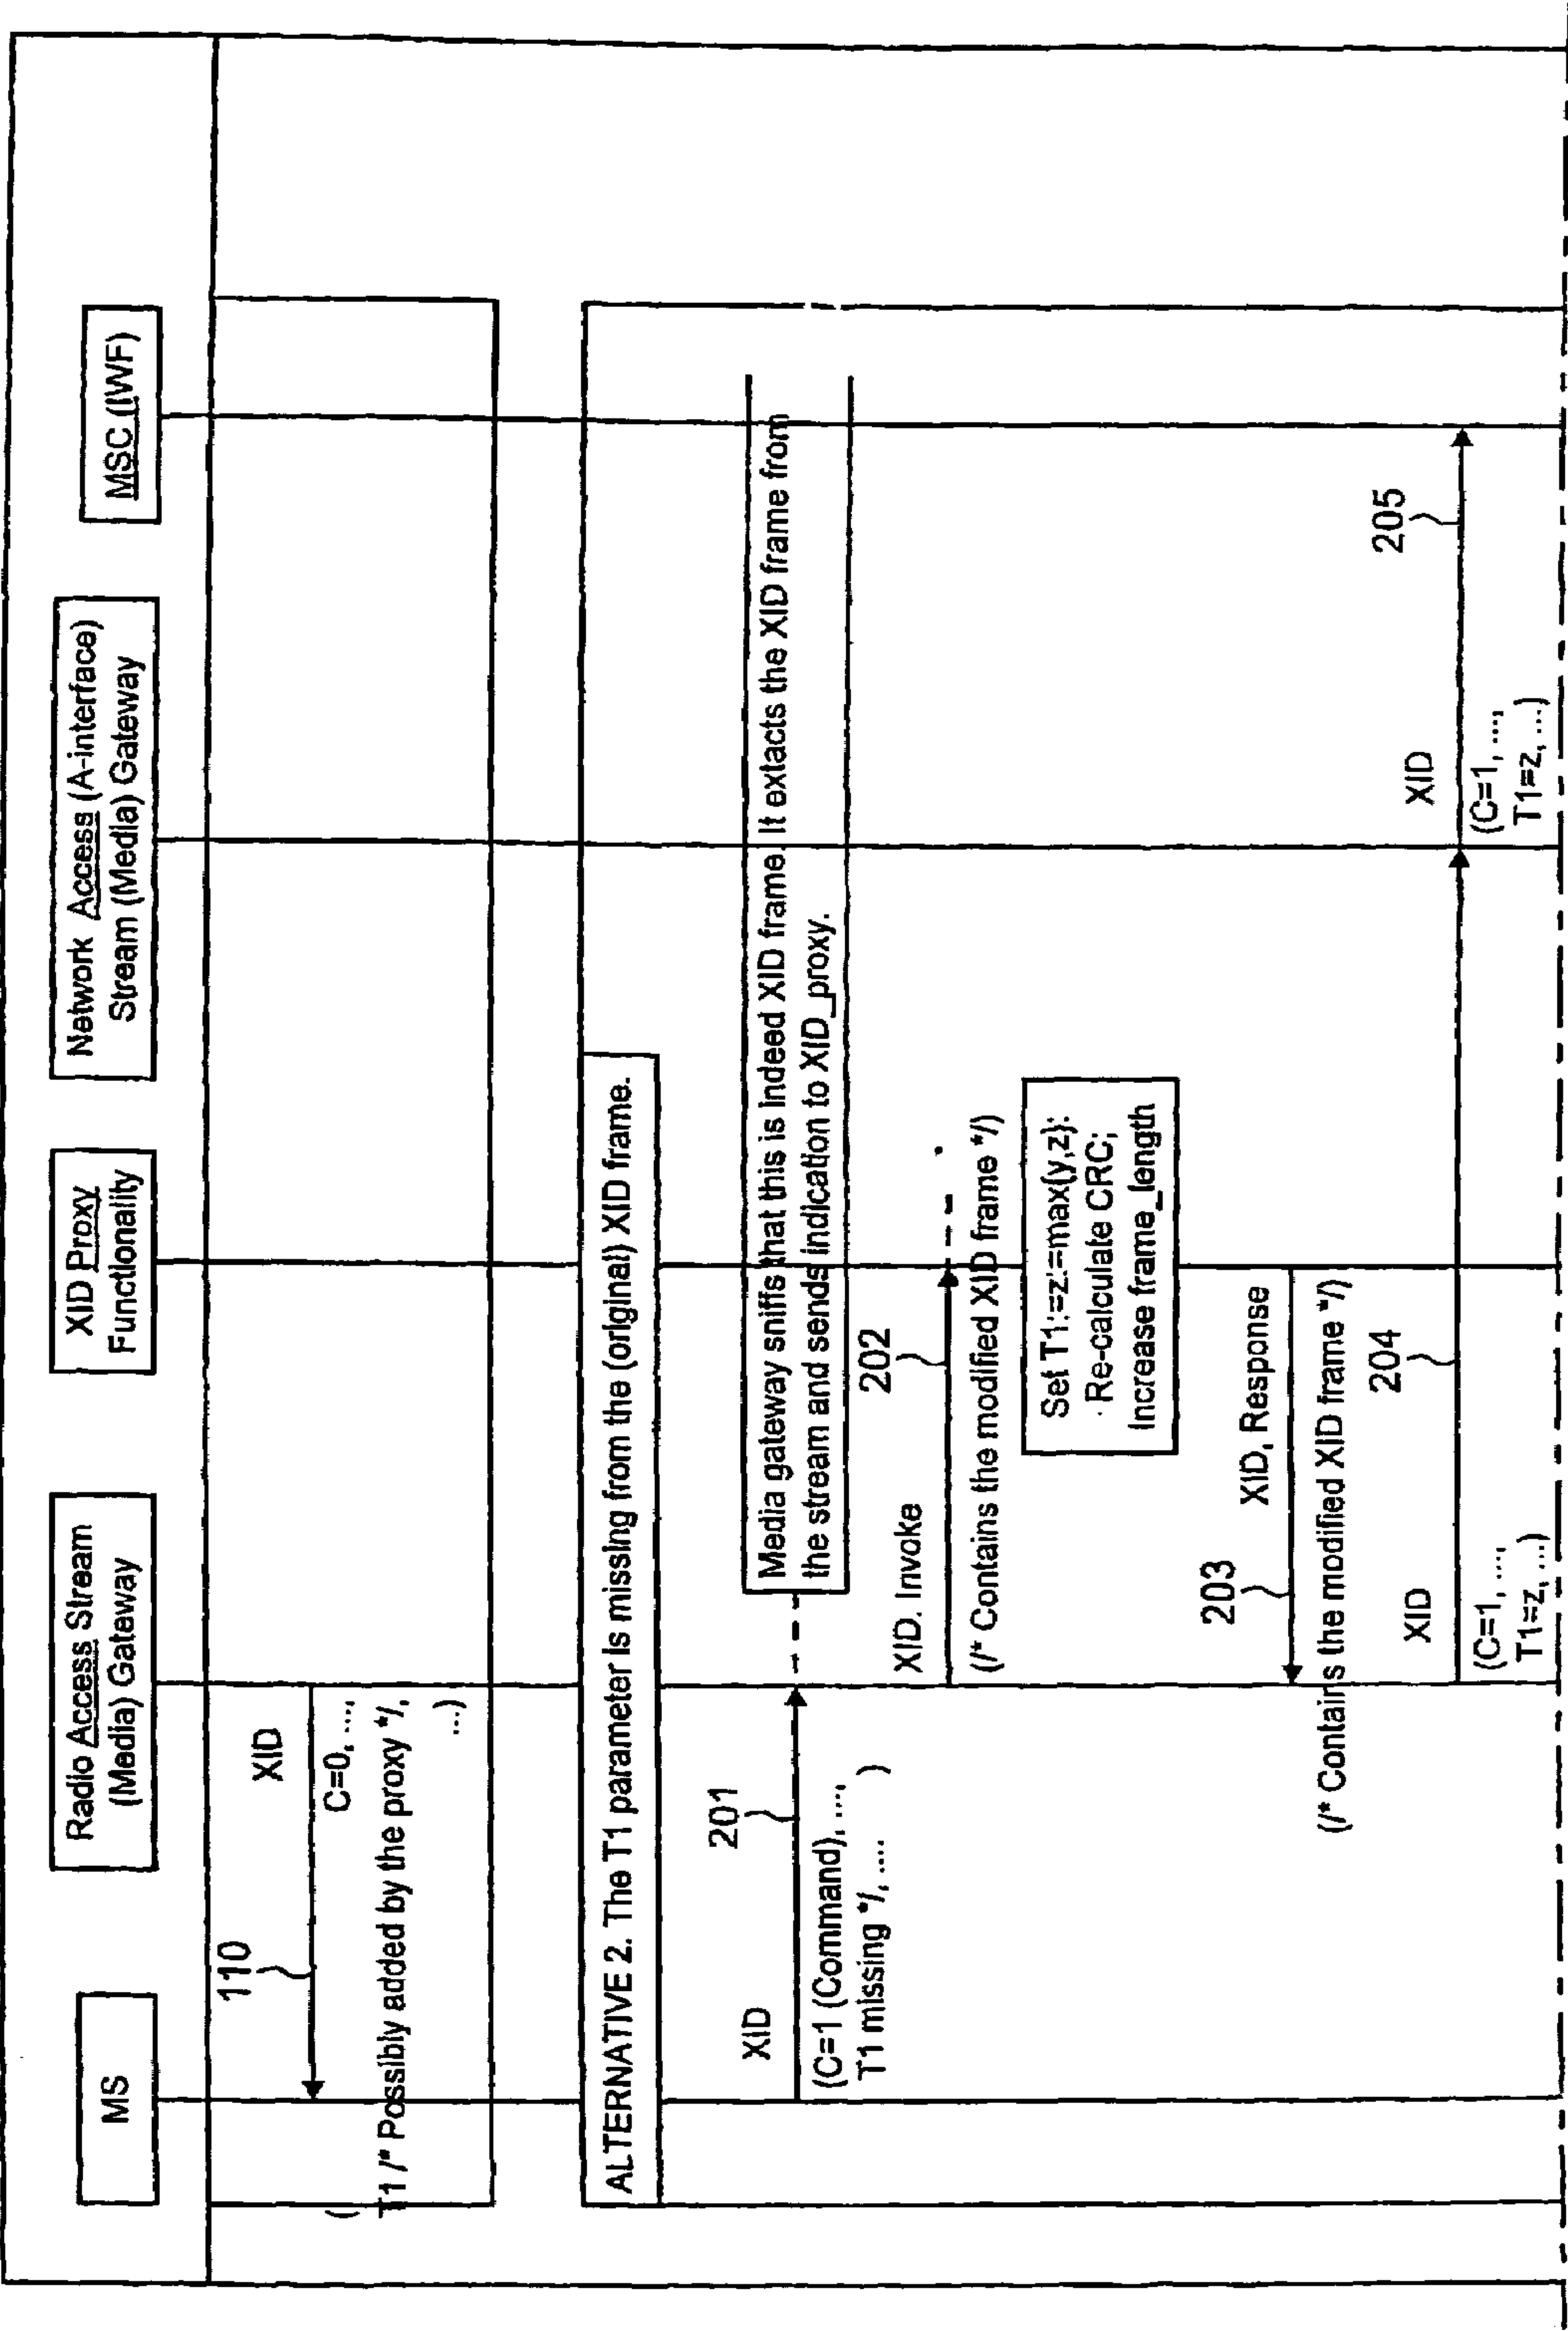 MS
Radio Access Stream
(Media) Gateway
XID Proxy
Functionality
Network Access (A-interface)
Stream (Media) Gateway
MSC (IWF)
110
XID
( C=0, ...,
T1 /* Possibly added by the proxy */,
...)
ALTERNATIVE 2. The T1 parameter is missing from the (original) XID frame.
201
XID
(C=1 (Command), ...,
T1 missing */, .... )
Media gateway sniffs that this is indeed XID frame. It extacts the XID frame from
the stream and sends indication to XID_proxy.
202
XID. Invoke
(/* Contains the modified XID frame */)
Set T1:=z':=max{y,z}:
Re-calculate CRC;
Increase frame_length
203
XID, Response
(/* Contains the modified XID frame */)
204
XID
(C=1, ...,
T1=z, ...)
205
XID
(C=1, ...,
T1=z, ...)